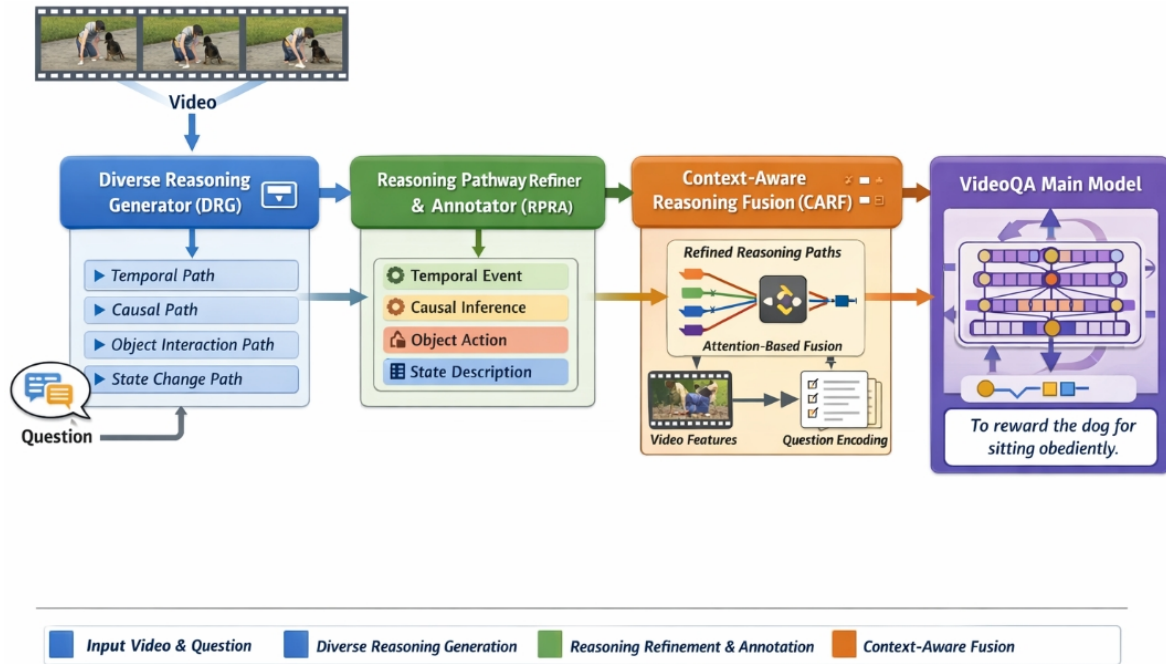 Video
Diverse Reasoning
Generator (DRG)
Temporal Path
Causal Path
Object Interaction Path
State Change Path
Question
Reasoning Pathway Refiner
& Annotator (RPRA)
Temporal Event
Causal Inference
Object Action
State Description
Context-Aware
Reasoning Fusion (CARF)
Refined Reasoning Paths
Attention-Based Fusion
Video Features
Question Encoding
VideoQA Main Model
To reward the dog for
sitting obediently.
Input Video & Question
Diverse Reasoning Generation
Reasoning Refinement & Annotation
Context-Aware Fusion